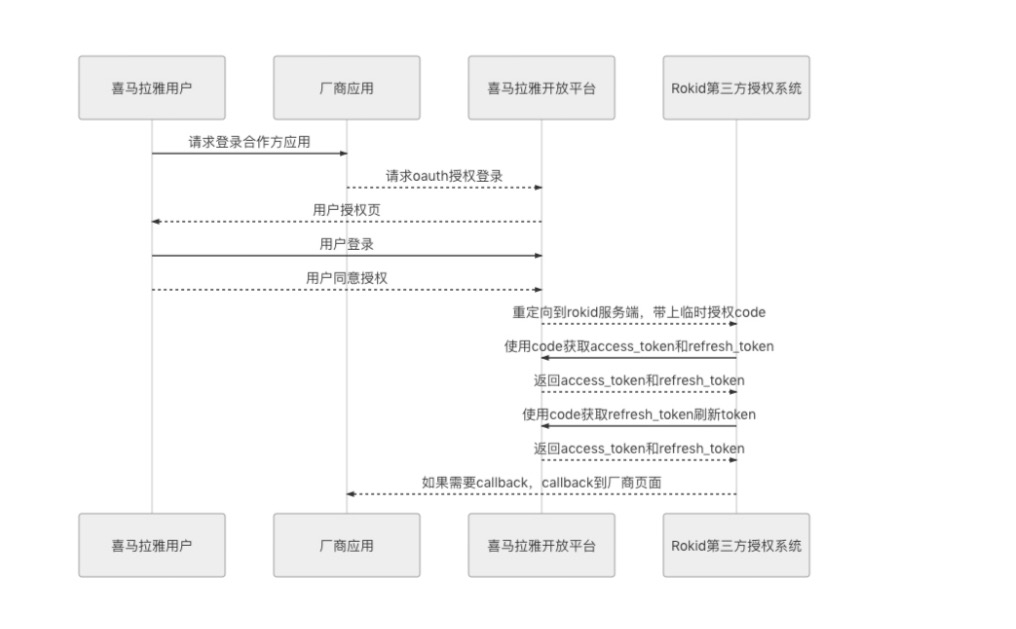 喜马拉雅用户
厂商应用
喜马拉雅开放平台
Rokid第三方授权系统
请求登录合作方应用
请求oauth授权登录
用户授权页
用户登录
用户同意授权
重定向到rokid服务端，带上临时授权code
使用code获取access_token和refresh_token
返回access_token和refresh_token
使用code获取refresh_token刷新token
返回access_token和refresh_token
如果需要callback，callback到厂商页面
喜马拉雅用户
厂商应用
喜马拉雅开放平台
Rokid第三方授权系统